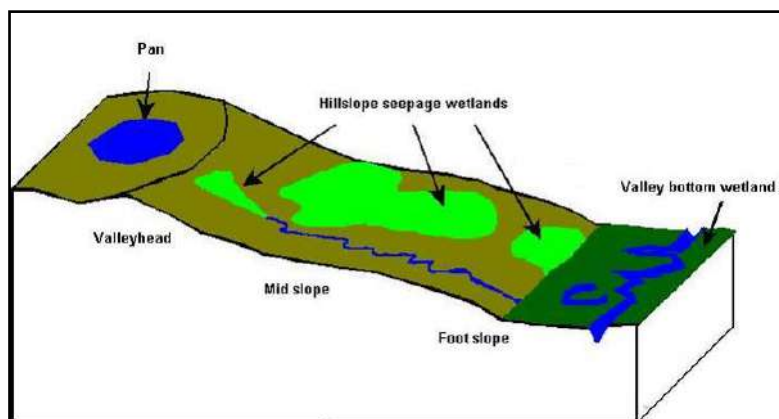 Pan
Hillslope seepage wetlands
Valley bottom wetland
Valleyhead
Mid slope
Foot slope